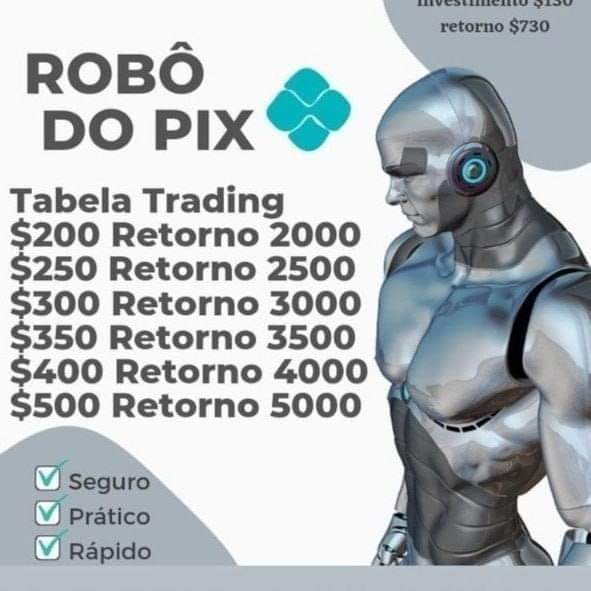 Investimento $130
retorno $730
ROBÔ
DO PIX
Tabela Trading
$200 Retorno 2000
$250 Retorno 2500
$300 Retorno 3000
$350 Retorno 3500
$400 Retorno 4000
$500 Retorno 5000
Seguro
Prático
Rápido